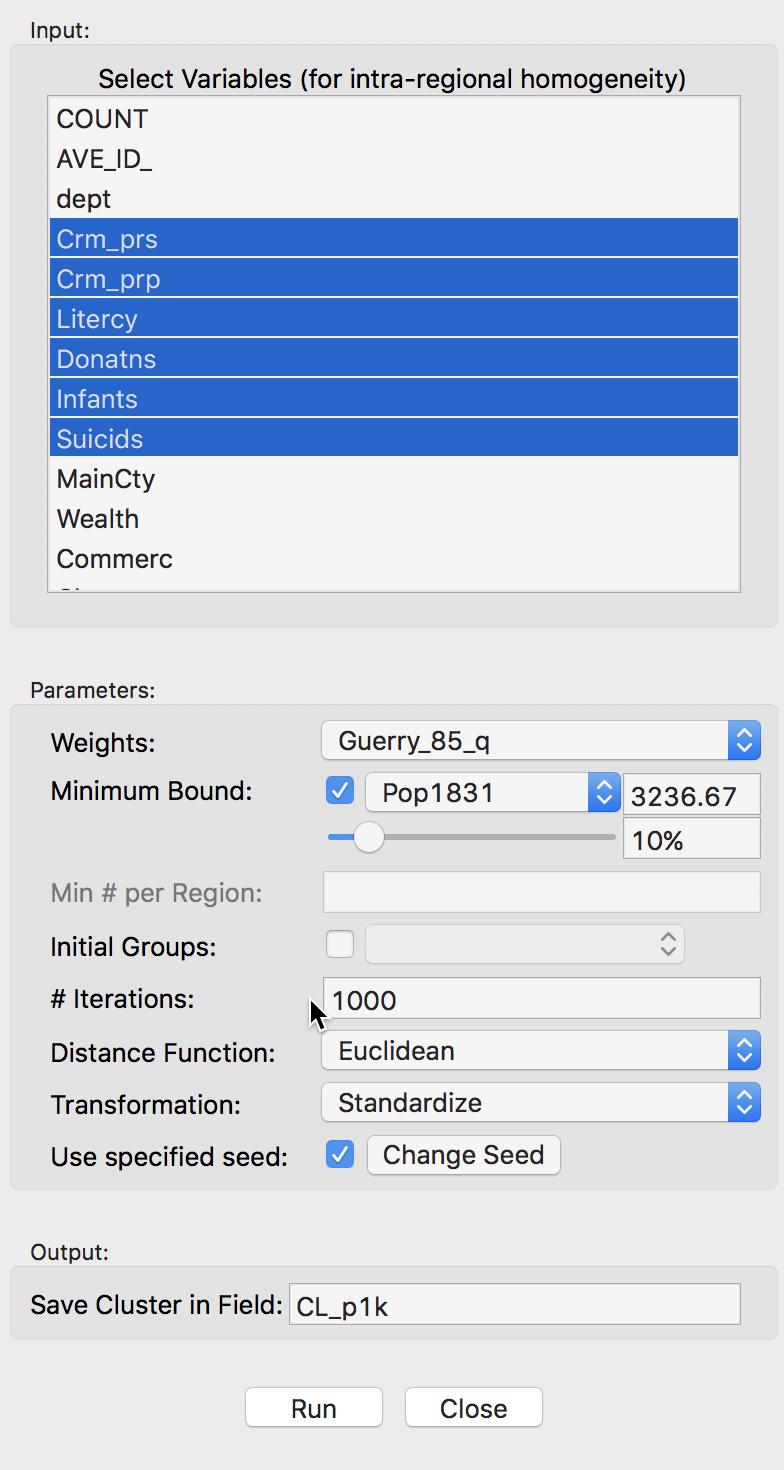 Input:
Select Variables (for intra-regional homogeneity)
COUNT
AVE_ID_
dept
Crm_prs
Crm_prp
Litercy
Donatns
Infants
Suicids
MainCty
Wealth
Commerc
Parameters:
Weights: Guerry_85_q
Minimum Bound: Pop1831 3236.67
10%
Min # per Region:
Initial Groups:
# Iterations: 1000
Distance Function: Euclidean
Transformation: Standardize
Use specified seed: Change Seed
Output:
Save Cluster in Field: CL_p1k
Run Close